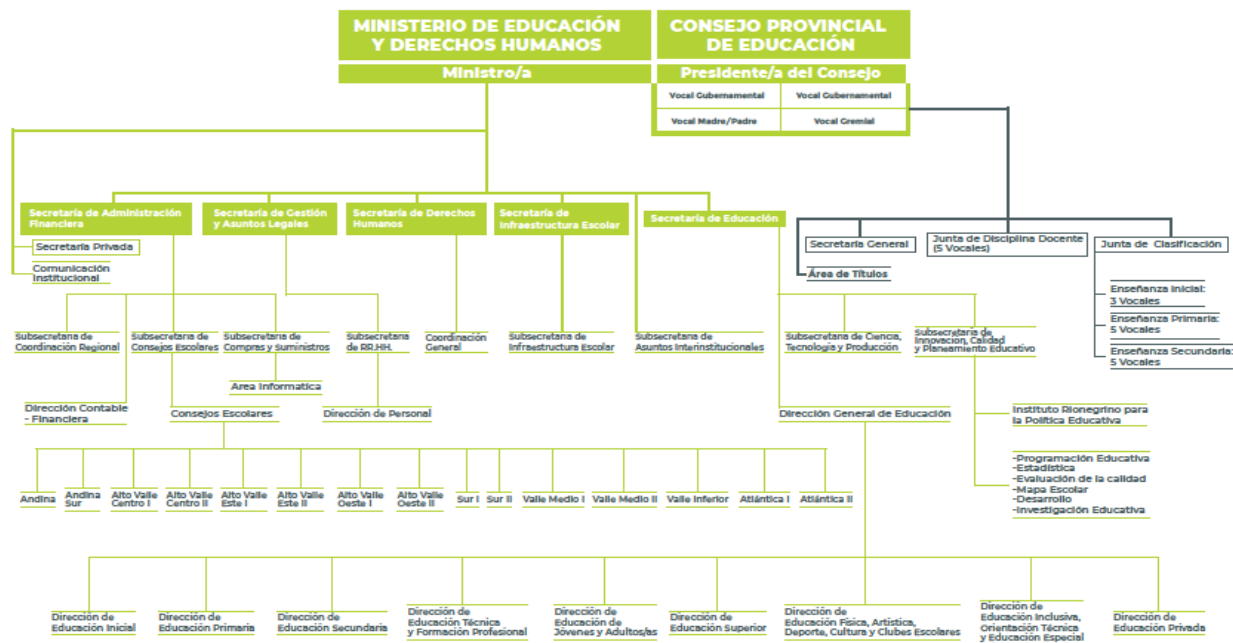 MINISTERIO DE EDUCACIÓN
Y DERECHOS HUMANOS
Ministro/a
CONSEJO PROVINCIAL
DE EDUCACIÓN
Presidente/a del Consejo
Vocal Gubernamental
Vocal Gubernamental
Vocal Madre/Padre
Vocal Gremial
Secretaría de Administración
Financiera
Secretaría de Gestión
y Asuntos Legales
Secretaría de Derechos
Humanos
Secretaría de
Infraestructura Escolar
Secretaría de Educación
Secretaría Privada
Comunicación
Institucional
Secretaría General
Área de Títulos
Junta de Disciplina Docente
(5 Vocales)
Junta de Clasificación
Enseñanza Inicial:
3 Vocales
Enseñanza Primaria:
5 Vocales
Enseñanza Secundaria:
5 Vocales
Subsecretaria de
Coordinación Regional
Subsecretaria de
Consejos Escolares
Subsecretaria de
Compras y suministros
Subsecretaria
de RR.HH.
Coordinación
General
Subsecretaria de
Infraestructura Escolar
Subsecretaria de
Asuntos Interinstitucionales
Subsecretaria de Ciencia,
Tecnología y Producción
Subsecretaria de
Innovación, Calidad
y Planeamiento Educativo
Area Informatica
Dirección Contable
- Financiera
Consejos Escolares
Dirección de Personal
Dirección General de Educación
Instituto Rionegrino para
la Política Educativa
-Programación Educativa
-Estadística
-Evaluación de la calidad
-Mapa Escolar
-Desarrollo
-Investigación Educativa
Andina
Andina
Sur
Alto Valle
Centro I
Alto Valle
Centro II
Alto Valle
Este I
Alto Valle
Este II
Alto Valle
Oeste I
Alto Valle
Oeste II
Sur I
Sur II
Valle Medio I
Valle Medio II
Valle Inferior
Atlántica I
Atlántica II
Dirección de
Educación Inicial
Dirección de
Educación Primaria
Dirección de
Educación Secundaria
Dirección de
Educación Técnica
y Formación Profesional
Dirección de
Educación de
Jóvenes y Adultos/as
Dirección de
Educación Superior
Dirección de
Educación Física, Artística,
Deporte, Cultura y Clubes Escolares
Dirección de
Educación Inclusiva,
Orientación Técnica
y Educación Especial
Dirección de
Educación Privada